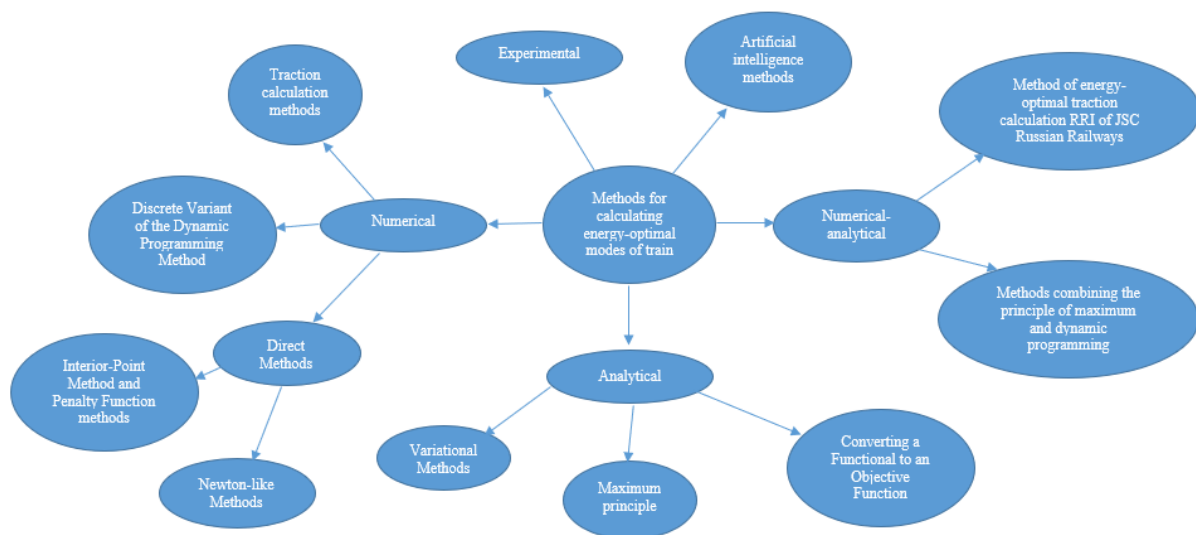 Experimental
Artificial
intelligence
methods
Traction
calculation
methods
Method of energy-
optimal traction
calculation RRI of JSC
Russian Railways
Methods for
calculating
energy-optimal
modes of train
Discrete Variant
of the Dynamic
Programming
Method
Numerical
Numerical-
analytical
Methods combining the
principle of maximum
and dynamic
programming
Direct
Methods
Interior-Point
Method and
Penalty Function
methods
Analytical
Variational
Methods
Converting a
Functional to an
Objective
Function
Newton-like
Methods
Maximum
principle